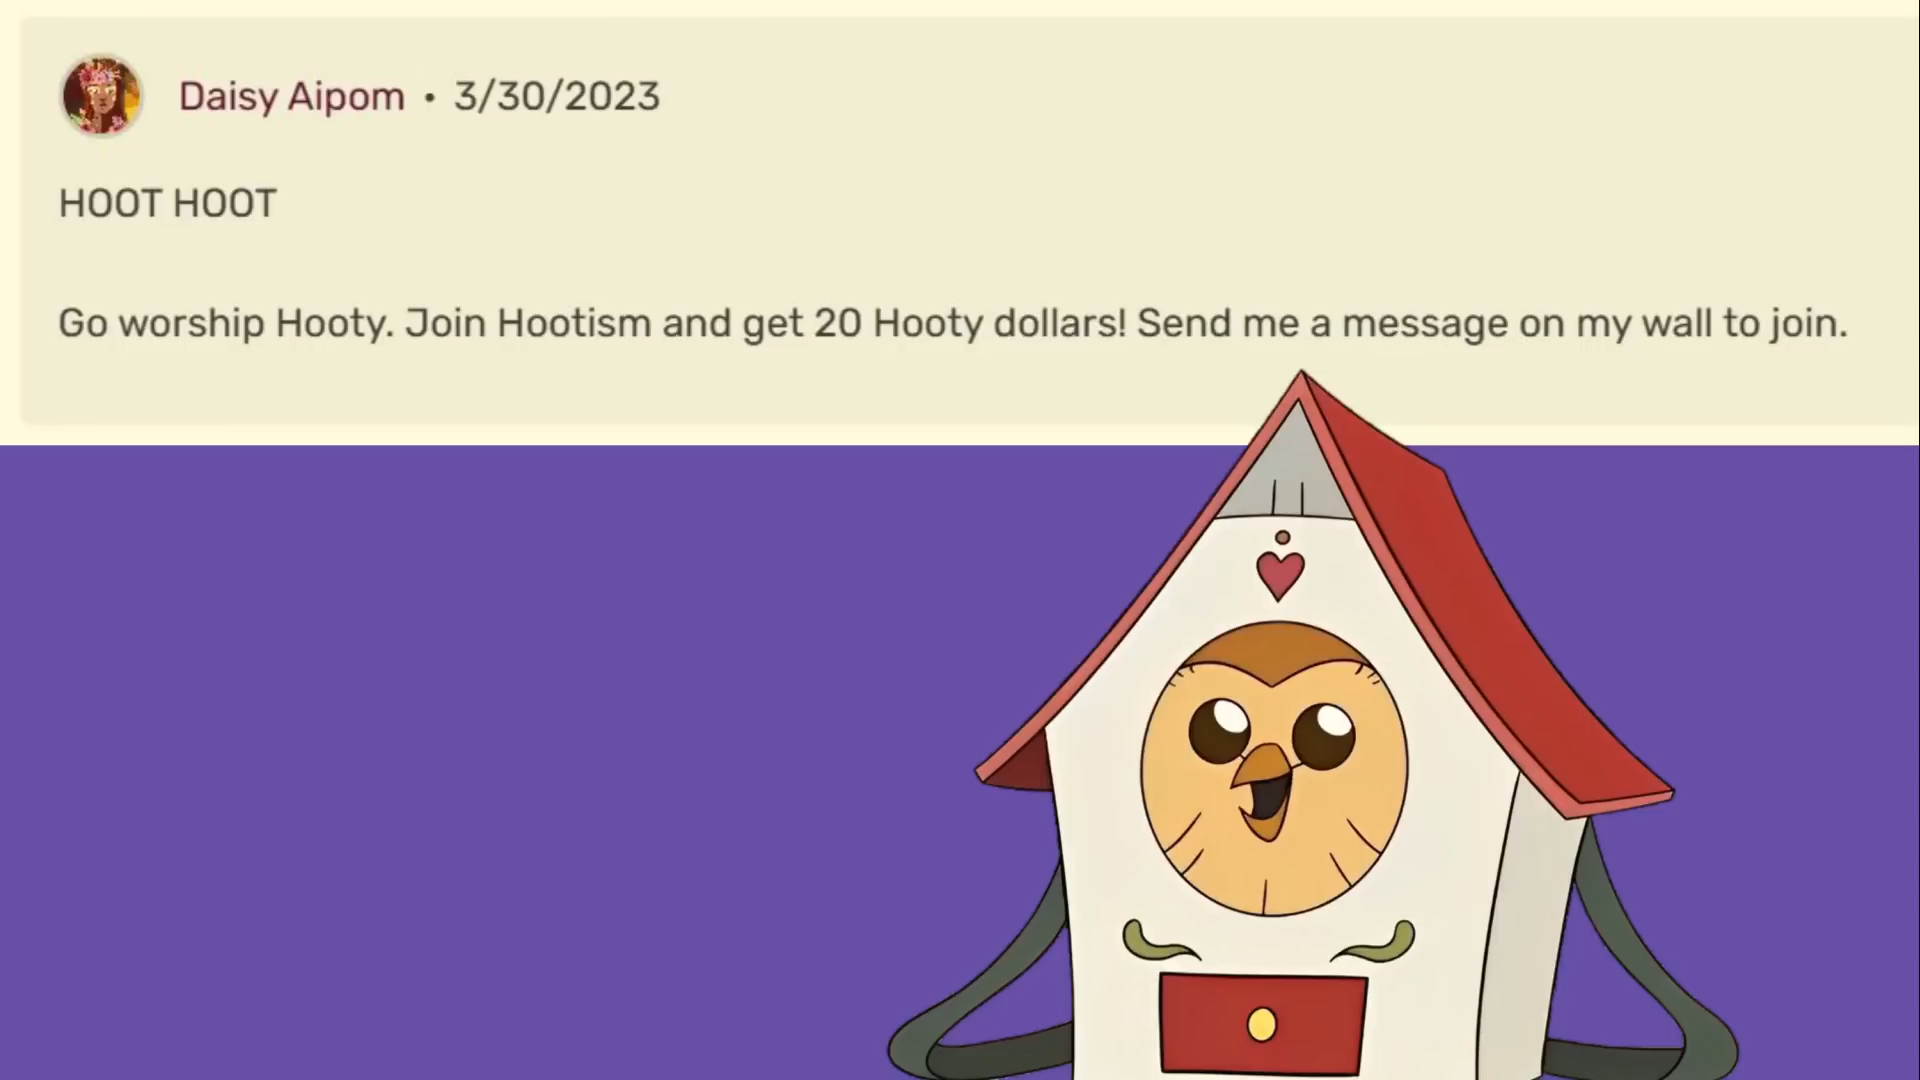 Daisy Aipom • 3/30/2023
HOOT HOOT
Go worship Hooty. Join Hootism and get 20 Hooty dollars! Send me a message on my wall to join.